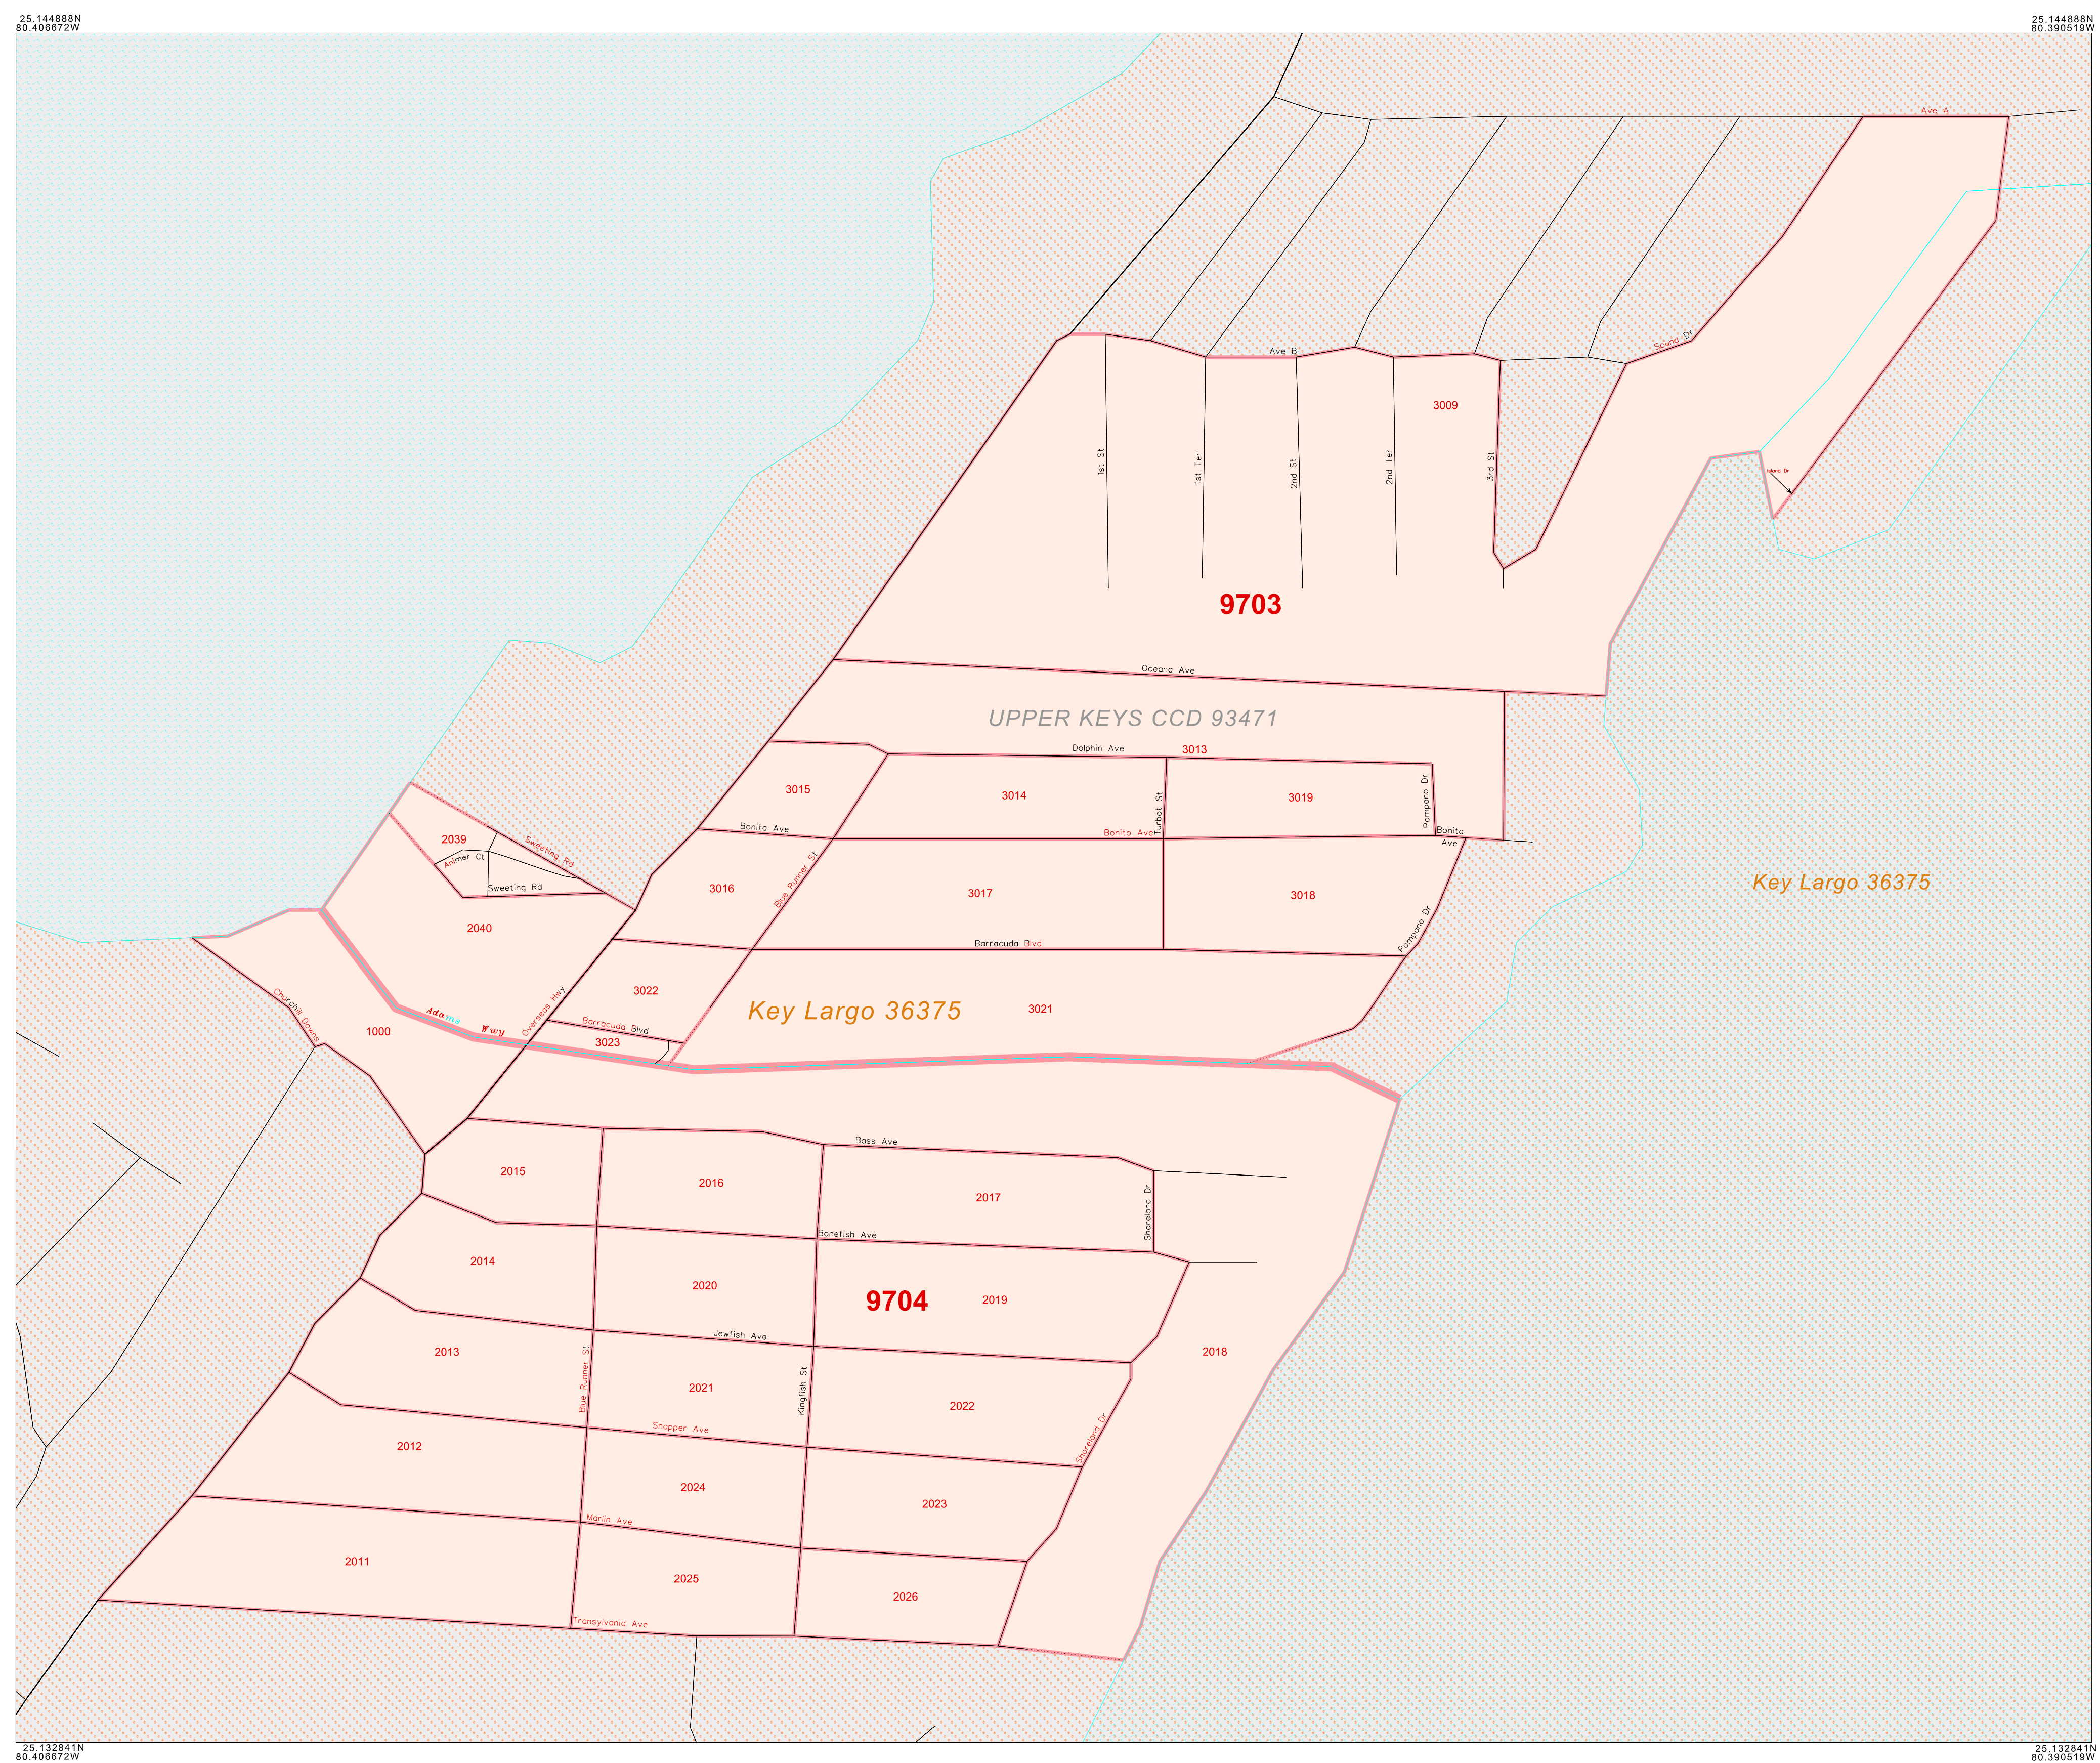 25.144888N
80.406672W
25.144888N
80.390519W
Ave A
Sound Dr
Ave B
3009
1st St
1st Ter
2nd St
2nd Ter
3rd St
Island Dr
9703
Oceana Ave
UPPER KEYS CCD 93471
Dolphin Ave
3013
3015
3014
Turbot St
3019
Pompano Dr
Bonita Ave
Bonito Ave
Bonita
Ave
2039
Animer Ct
Sweeting Rd
Sweeting Rd
3016
Blue Runner St
3017
3018
Key Largo 36375
2040
Pompano Dr
Barracuda Blvd
3022
Churchill Downs
1000
Adams Wwy
Overseas Hwy
Key Largo 36375
3021
Barracuda Blvd
3023
Bass Ave
2015
2016
2017
Shoreland Dr
Bonefish Ave
2014
2020
9704
2019
Jewfish Ave
2013
Blue Runner St
2021
Kingfish St
2018
2022
Snapper Ave
Shoreland Dr
2012
2024
2023
Marlin Ave
2011
2025
2026
Transylvania Ave
25.132841N
80.406672W
25.132841N
80.390519W